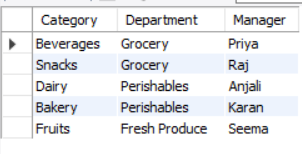 Category Department Manager
Beverages Grocery Priya
Snacks Grocery Raj
Dairy Perishables Anjali
Bakery Perishables Karan
Fruits Fresh Produce Seema